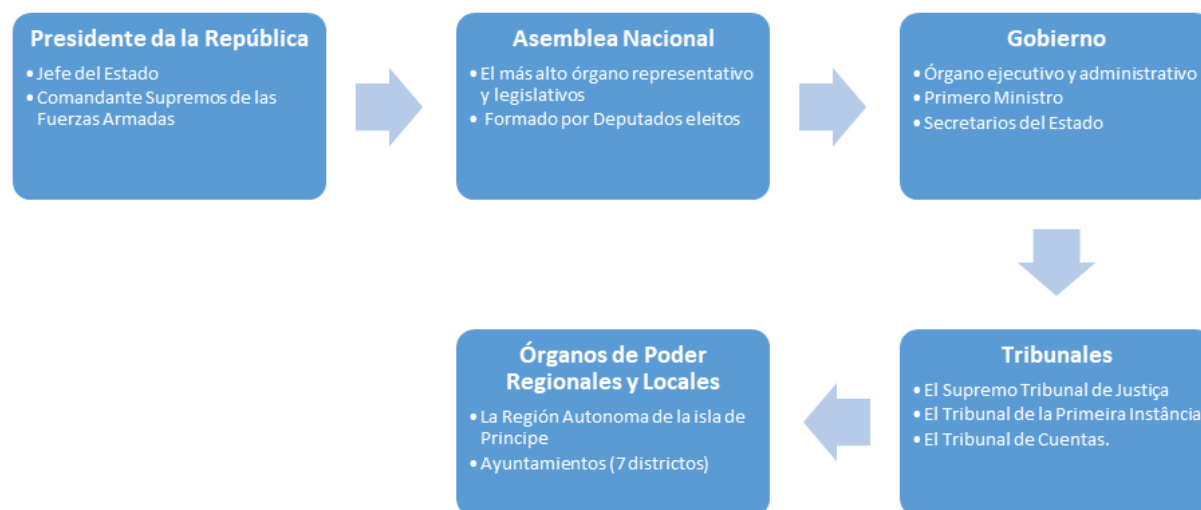 Presidente da la República
• Jefe del Estado
• Comandante Supremos de las
Fuerzas Armadas
Asemblea Nacional
• El más alto órgano representativo
y legislativos
• Formado por Deputados eleitos
Gobierno
• Órgano ejecutivo y administrativo
• Primero Ministro
• Secretarios del Estado
Tribunales
• El Supremo Tribunal de Justiça
• El Tribunal de la Primeira Instância
• El Tribunal de Cuentas.
Órganos de Poder
Regionales y Locales
• La Región Autonoma de la isla de
Principe
• Ayuntamientos (7 districtos)